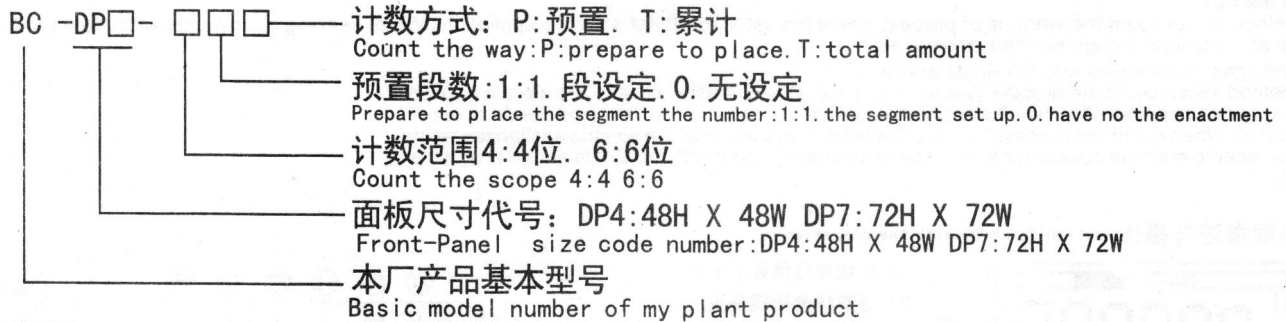 BC -DP□- □□□ 计数方式：P:预置．T:累计
Count the way:P:prepare to place.T:total amount
预置段数:1:1.段设定.0.无设定
Prepare to place the segment the number:1:1.the segment set up.0.have no the enactment
计数范围4:4位．6:6位
Count the scope 4:4 6:6
面板尺寸代号：DP4:48H X 48W DP7:72H X 72W
Front-Panel size code number:DP4:48H X 48W DP7:72H X 72W
本厂产品基本型号
Basic model number of my plant product